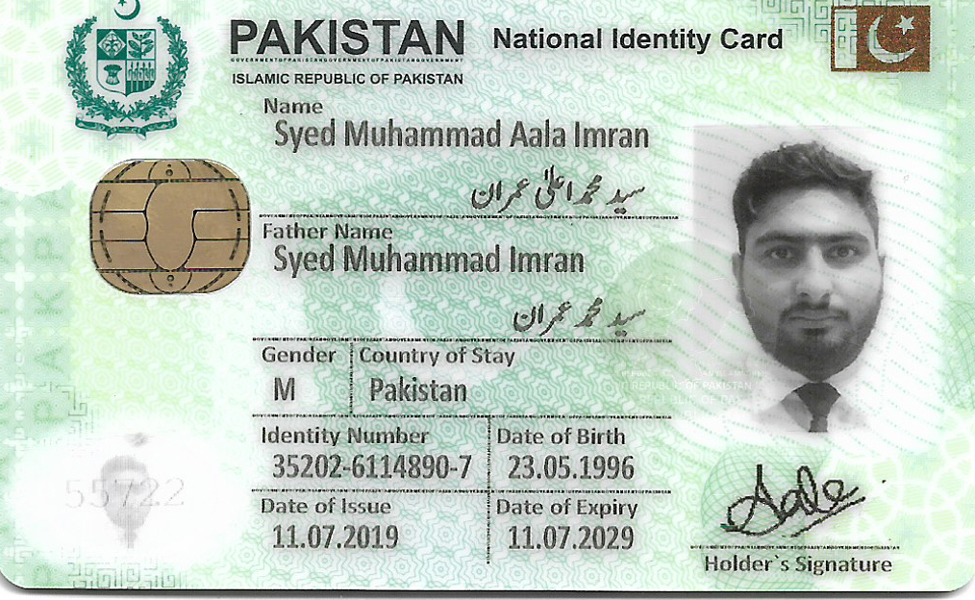 PAKISTAN National Identity Card
ISLAMIC REPUBLIC OF PAKISTAN
Name
Syed Muhammad Aala Imran
سید محمد اعلیٰ عمران
Father Name
Syed Muhammad Imran
سید محمد عمران
Gender Country of Stay
M Pakistan
Identity Number Date of Birth
35202-6114890-7 23.05.1996
55722
Date of Issue Date of Expiry
11.07.2019 11.07.2029
Holder`s Signature